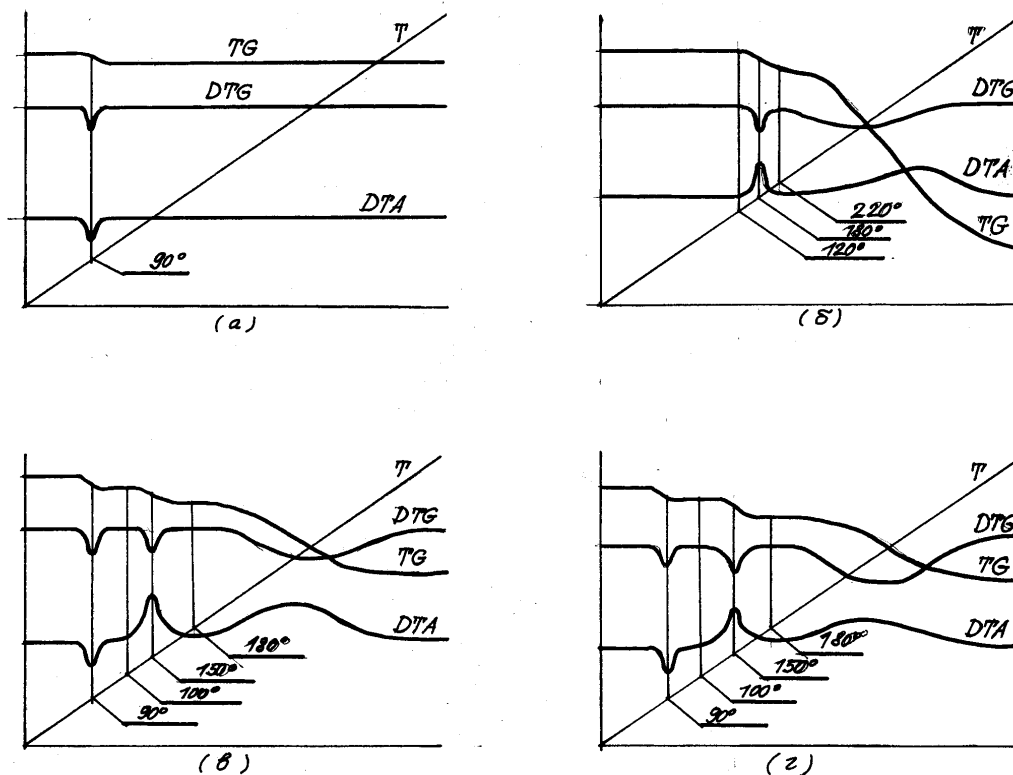 T
TG
DTG
DTA
90°
(а)
T
DTG
DTA
TG
220°
180°
120°
(б)
T
DTG
TG
DTA
180°
150°
100°
90°
(в)
T
DTG
TG
DTA
180°
150°
100°
90°
(г)